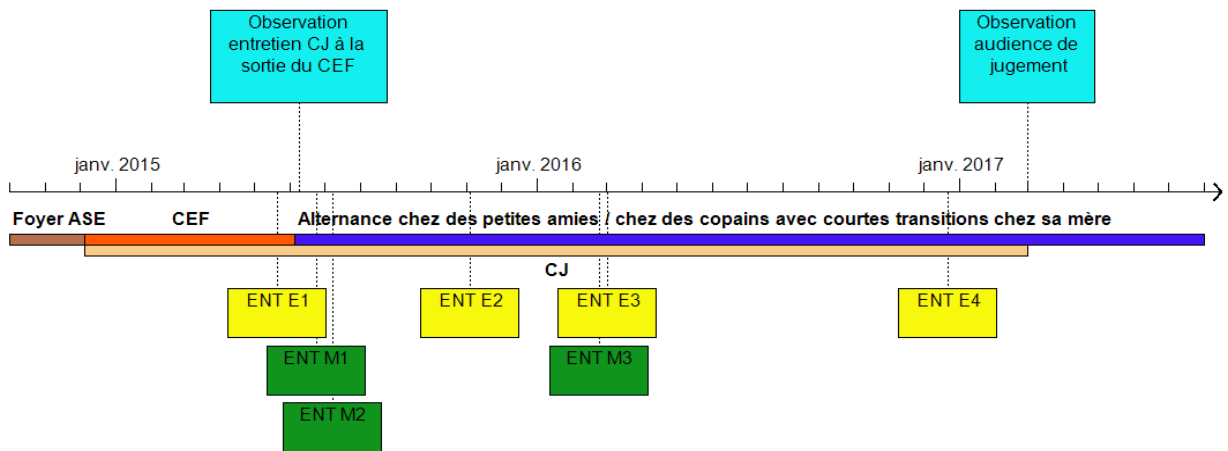 Observation
entretien CJ à la
sortie du CEF
Observation
audience de
jugement
janv. 2015
janv. 2016
janv. 2017
Foyer ASE
CEF
Alternance chez des petites amies / chez des copains avec courtes transitions chez sa mère
CJ
ENT E1
ENT E2
ENT E3
ENT E4
ENT M1
ENT M3
ENT M2